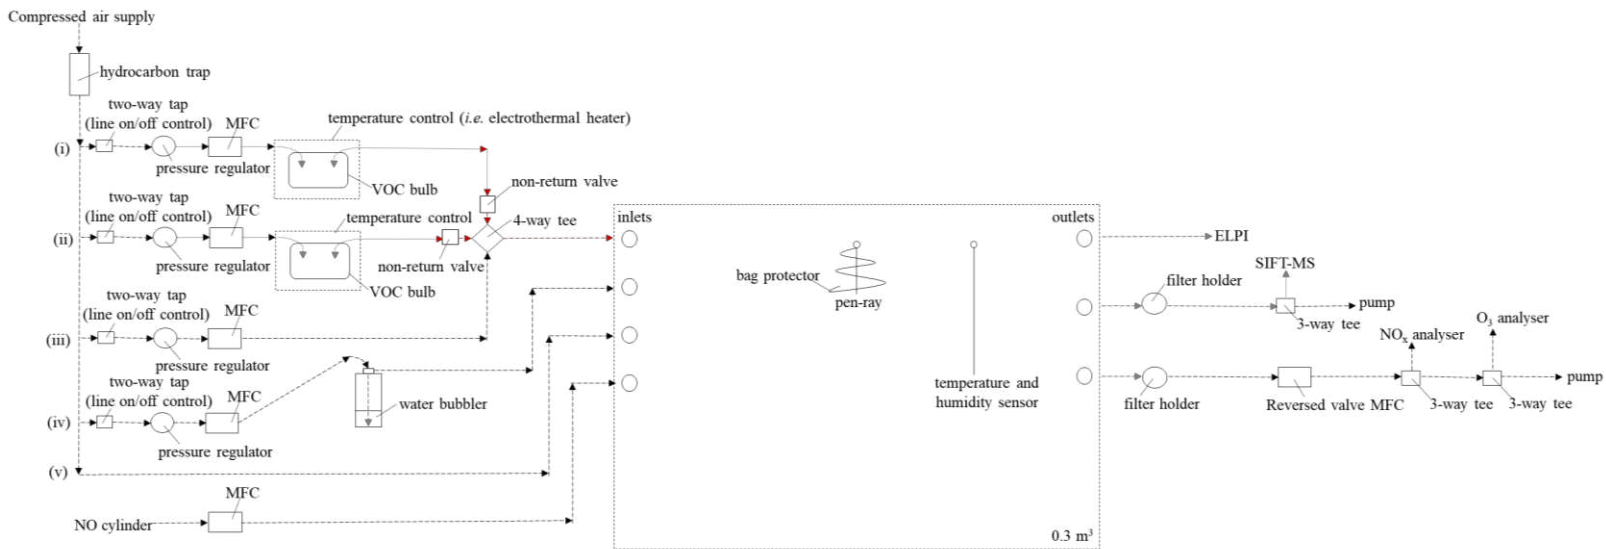 Compressed air supply
hydrocarbon trap
two-way tap
(line on/off control)
MFC
temperature control (i.e. electrothermal heater)
(i)
pressure regulator
VOC bulb
non-return valve
two-way tap
(line on/off control)
MFC
temperature control
4-way tee
(ii)
pressure regulator
non-return valve
VOC bulb
two-way tap
(line on/off control)
MFC
(iii)
pressure regulator
two-way tap
(line on/off control)
MFC
water bubbler
(iv)
pressure regulator
(v)
MFC
NO cylinder
inlets
outlets
bag protector
pen-ray
temperature and
humidity sensor
0.3 m³
ELPI
SIFT-MS
filter holder
pump
3-way tee
O₃ analyser
NOₓ analyser
pump
filter holder
Reversed valve MFC
3-way tee
3-way tee